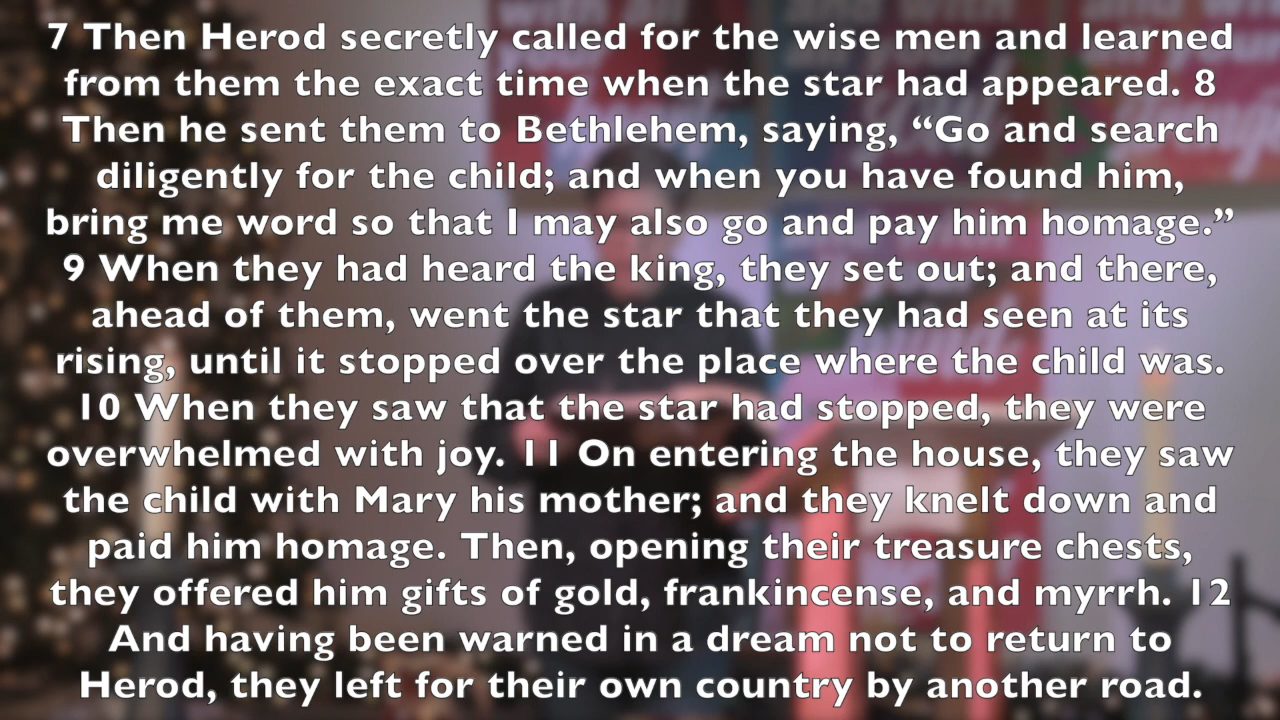 7 Then Herod secretly called for the wise men and learned
from them the exact time when the star had appeared. 8
Then he sent them to Bethlehem, saying, “Go and search
diligently for the child; and when you have found him,
bring me word so that I may also go and pay him homage.”
9 When they had heard the king, they set out; and there,
ahead of them, went the star that they had seen at its
rising, until it stopped over the place where the child was.
10 When they saw that the star had stopped, they were
overwhelmed with joy. 11 On entering the house, they saw
the child with Mary his mother; and they knelt down and
paid him homage. Then, opening their treasure chests,
they offered him gifts of gold, frankincense, and myrrh. 12
And having been warned in a dream not to return to
Herod, they left for their own country by another road.